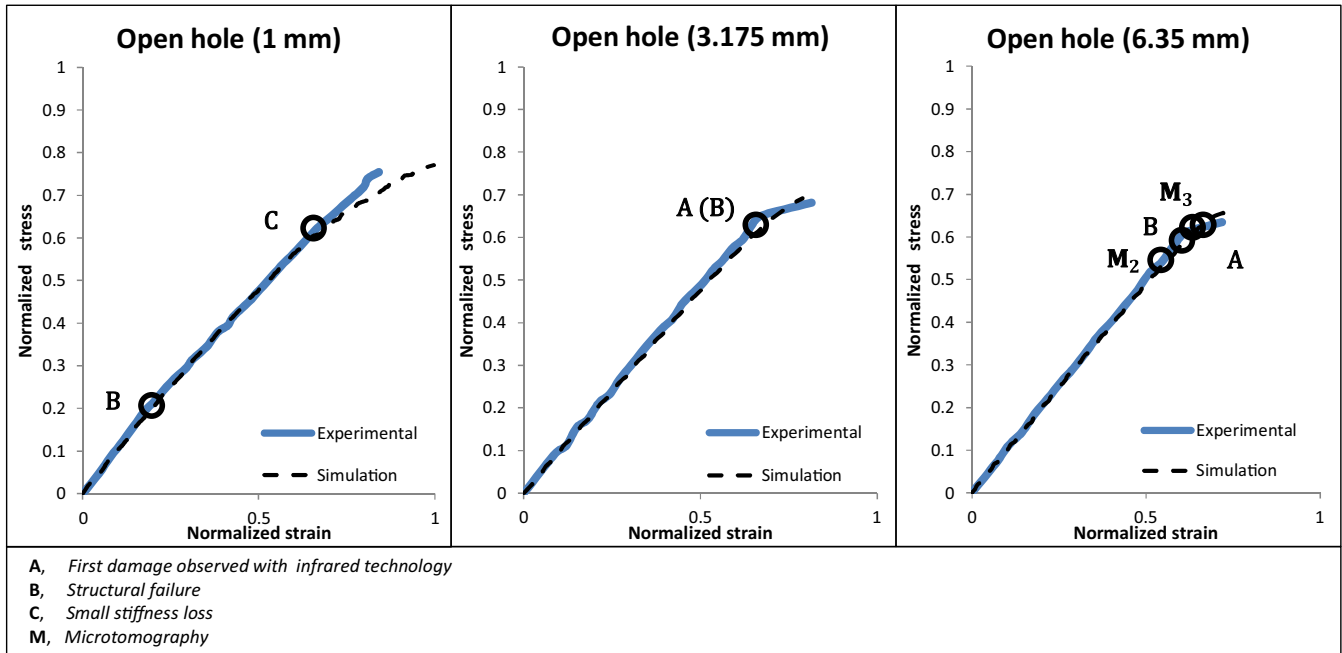 Open hole (1 mm)
1
0.9
0.8
0.7
0.6
0.5
0.4
0.3
0.2
0.1
0
Normalized stress
C
B
Experimental
Simulation
0
0.5
1
Normalized strain
Open hole (3.175 mm)
1
0.9
0.8
0.7
0.6
0.5
0.4
0.3
0.2
0.1
0
Normalized stress
A (B)
Experimental
Simulation
0
0.5
1
Normalized strain
Open hole (6.35 mm)
1
0.9
0.8
0.7
0.6
0.5
0.4
0.3
0.2
0.1
0
Normalized stress
M3
B
M2
A
Experimental
Simulation
0
0.5
1
Normalized strain
A, First damage observed with infrared technology
B, Structural failure
C, Small stiffness loss
M, Microtomography